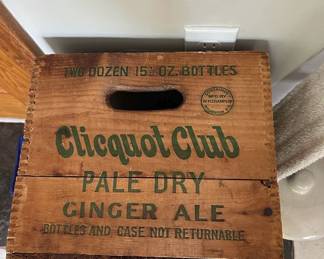 TWO DOZEN 15½ OZ. BOTTLES
Clicquot Club
PALE DRY
GINGER ALE
BOTTLES AND CASE NOT RETURNABLE